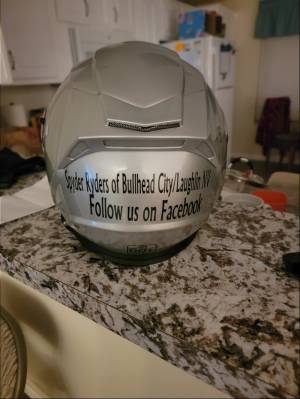 Spyder Ryders of Bullhead City/Laughlin NV
Follow us on Facebook